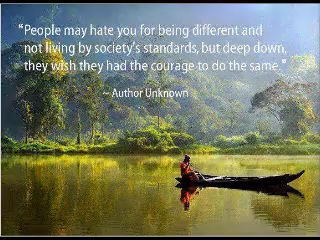 “People may hate you for being different and
not living by society's standards, but deep down,
they wish they had the courage to do the same.”
~ Author Unknown